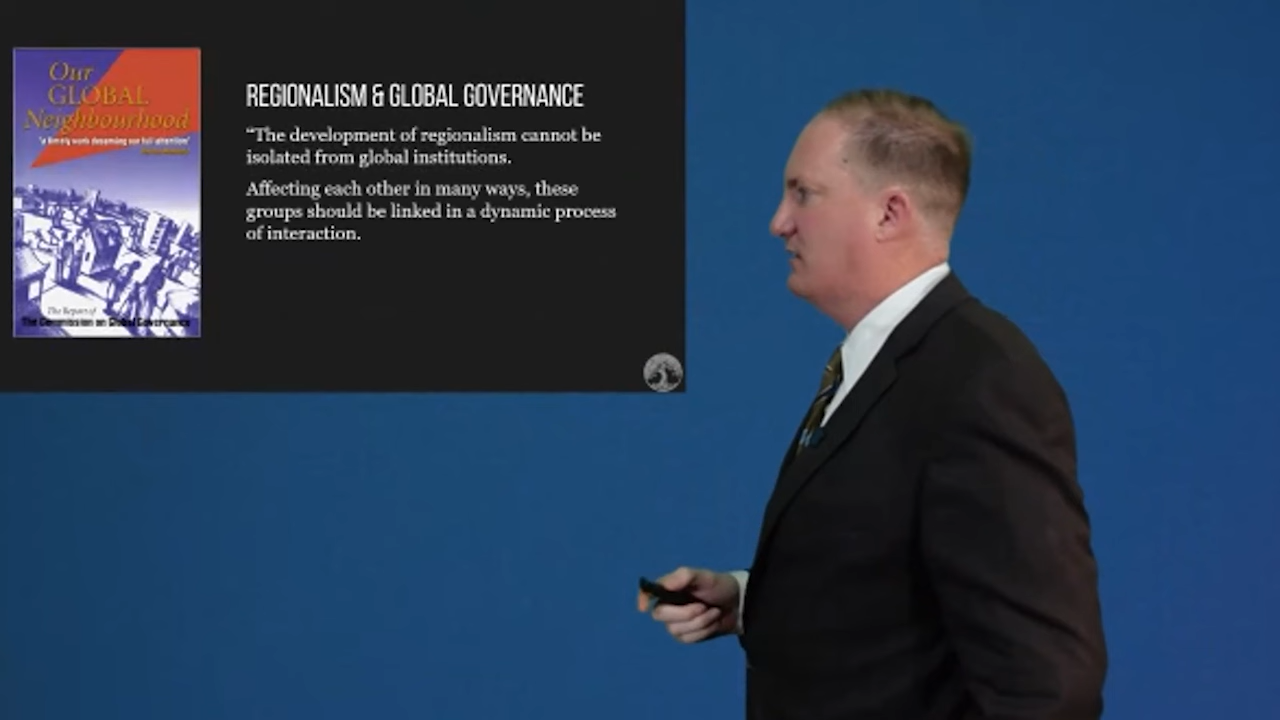 Our
GLOBAL
Neighbourhood
'a timely work deserving our full attention'
REGIONALISM & GLOBAL GOVERNANCE
“The development of regionalism cannot be
isolated from global institutions.
Affecting each other in many ways, these
groups should be linked in a dynamic process
of interaction.
The Report of
The Commission on Global Governance